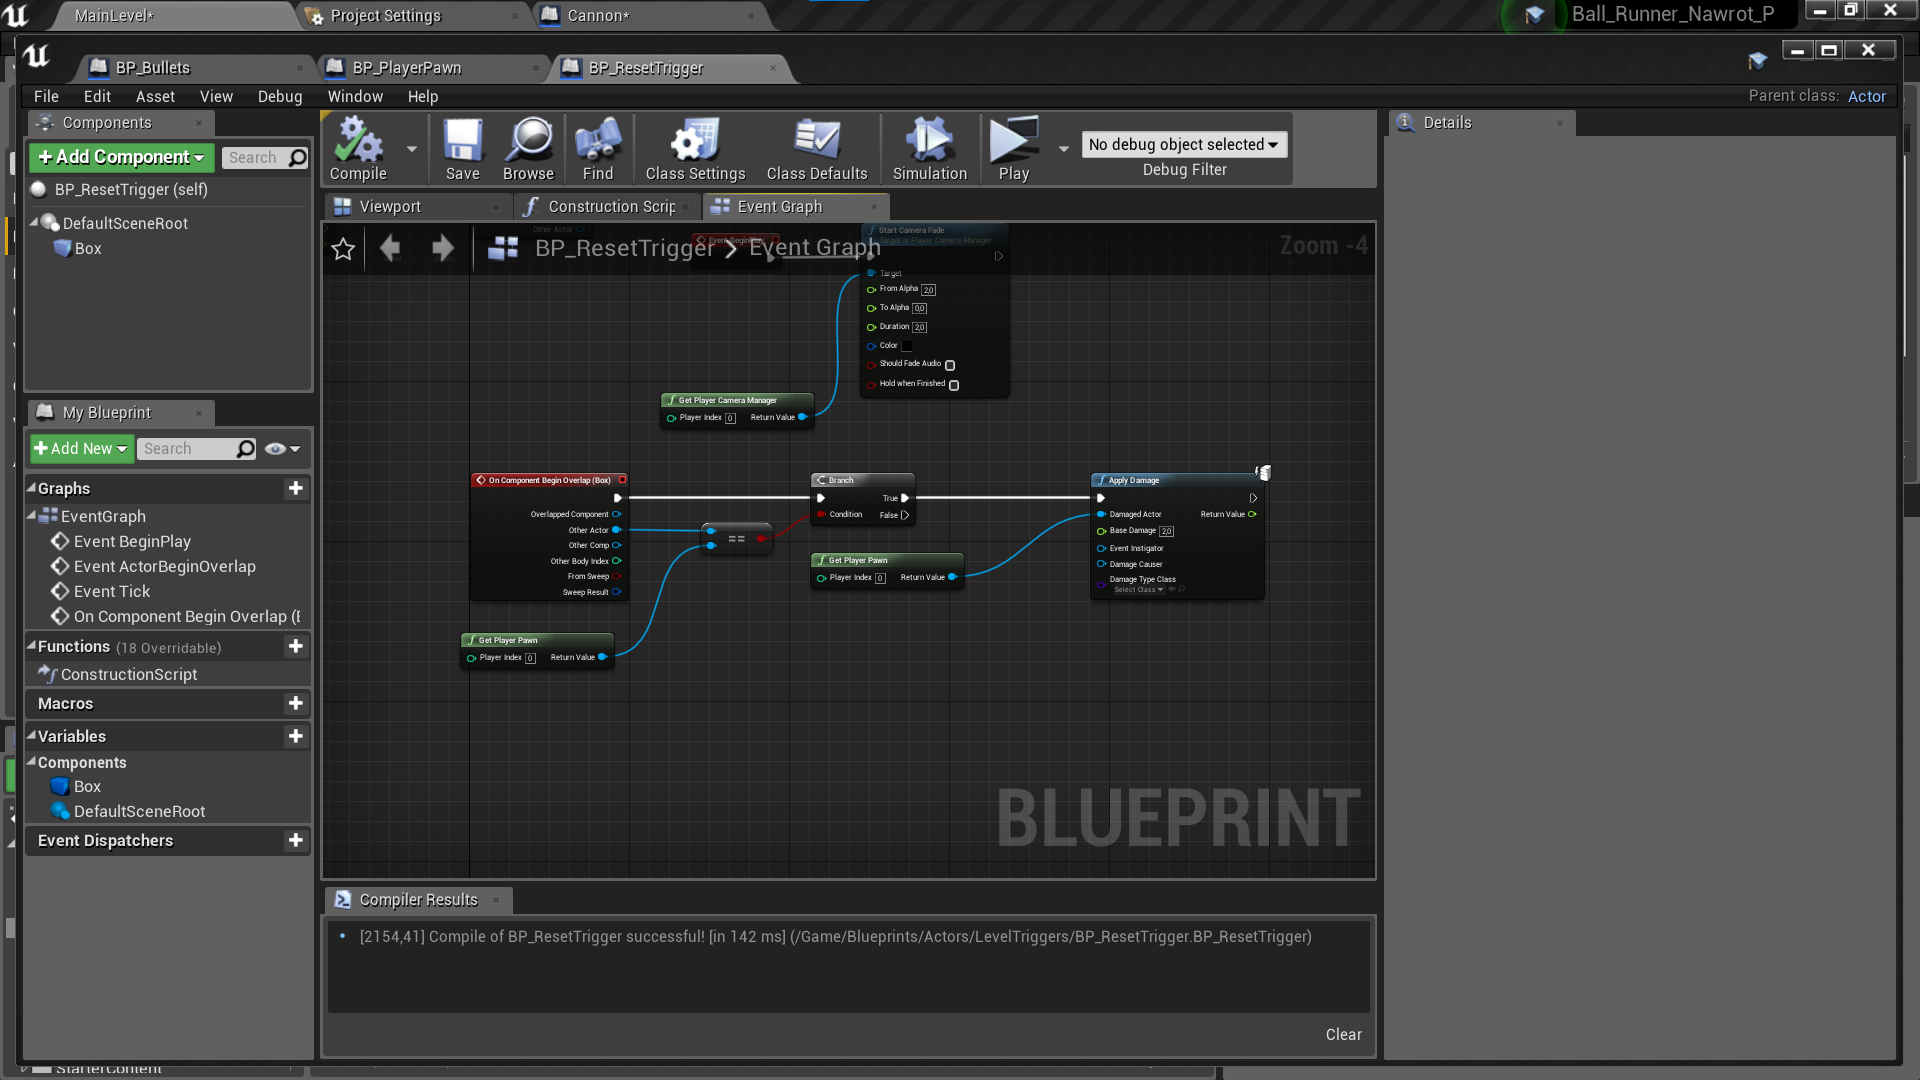 MainLevel*
Project Settings
Cannon*
Ball_Runner_Nawrot_P
BP_Bullets
BP_PlayerPawn
BP_ResetTrigger
File Edit Asset View Debug Window Help
Parent class: Actor
Components
+ Add Component
Search
BP_ResetTrigger (self)
DefaultSceneRoot
Box
Compile
Save
Browse
Find
Class Settings
Class Defaults
Simulation
Play
No debug object selected
Debug Filter
Details
Viewport
Construction Scrip
Event Graph
BP_ResetTrigger > Event Graph
Zoom -4
Other Actor
Event BeginPlay
Start Camera Fade
Target is Player Camera Manager
Target
From Alpha 2,0
To Alpha 0,0
Duration 2,0
Color
Should Fade Audio
Hold when Finished
Get Player Camera Manager
Player Index 0 Return Value
On Component Begin Overlap (Box)
Overlapped Component
Other Actor
Other Comp
Other Body Index
From Sweep
Sweep Result
==
Branch
True
Condition False
Get Player Pawn
Player Index 0 Return Value
Apply Damage
Damaged Actor Return Value
Base Damage 2,0
Event Instigator
Damage Causer
Damage Type Class
Select Class
Get Player Pawn
Player Index 0 Return Value
BLUEPRINT
My Blueprint
+ Add New
Search
Graphs
EventGraph
Event BeginPlay
Event ActorBeginOverlap
Event Tick
On Component Begin Overlap (
Functions (18 Overridable)
ConstructionScript
Macros
Variables
Components
Box
DefaultSceneRoot
Event Dispatchers
Compiler Results
[2154,41] Compile of BP_ResetTrigger successful! [in 142 ms] (/Game/Blueprints/Actors/LevelTriggers/BP_ResetTrigger.BP_ResetTrigger)
Clear
StarterContent